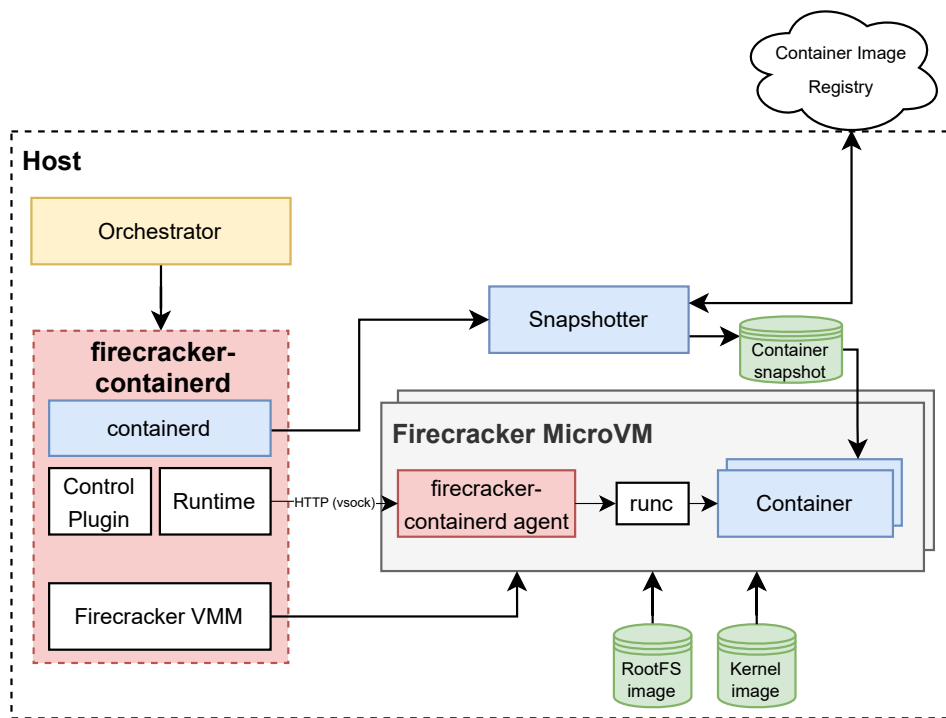 Container Image
Registry
Host
Orchestrator
Snapshotter
Container
snapshot
firecracker-
containerd
containerd
Control
Plugin
Runtime
HTTP (vsock)
Firecracker VMM
Firecracker MicroVM
firecracker-
containerd agent
runc
Container
RootFS
image
Kernel
image